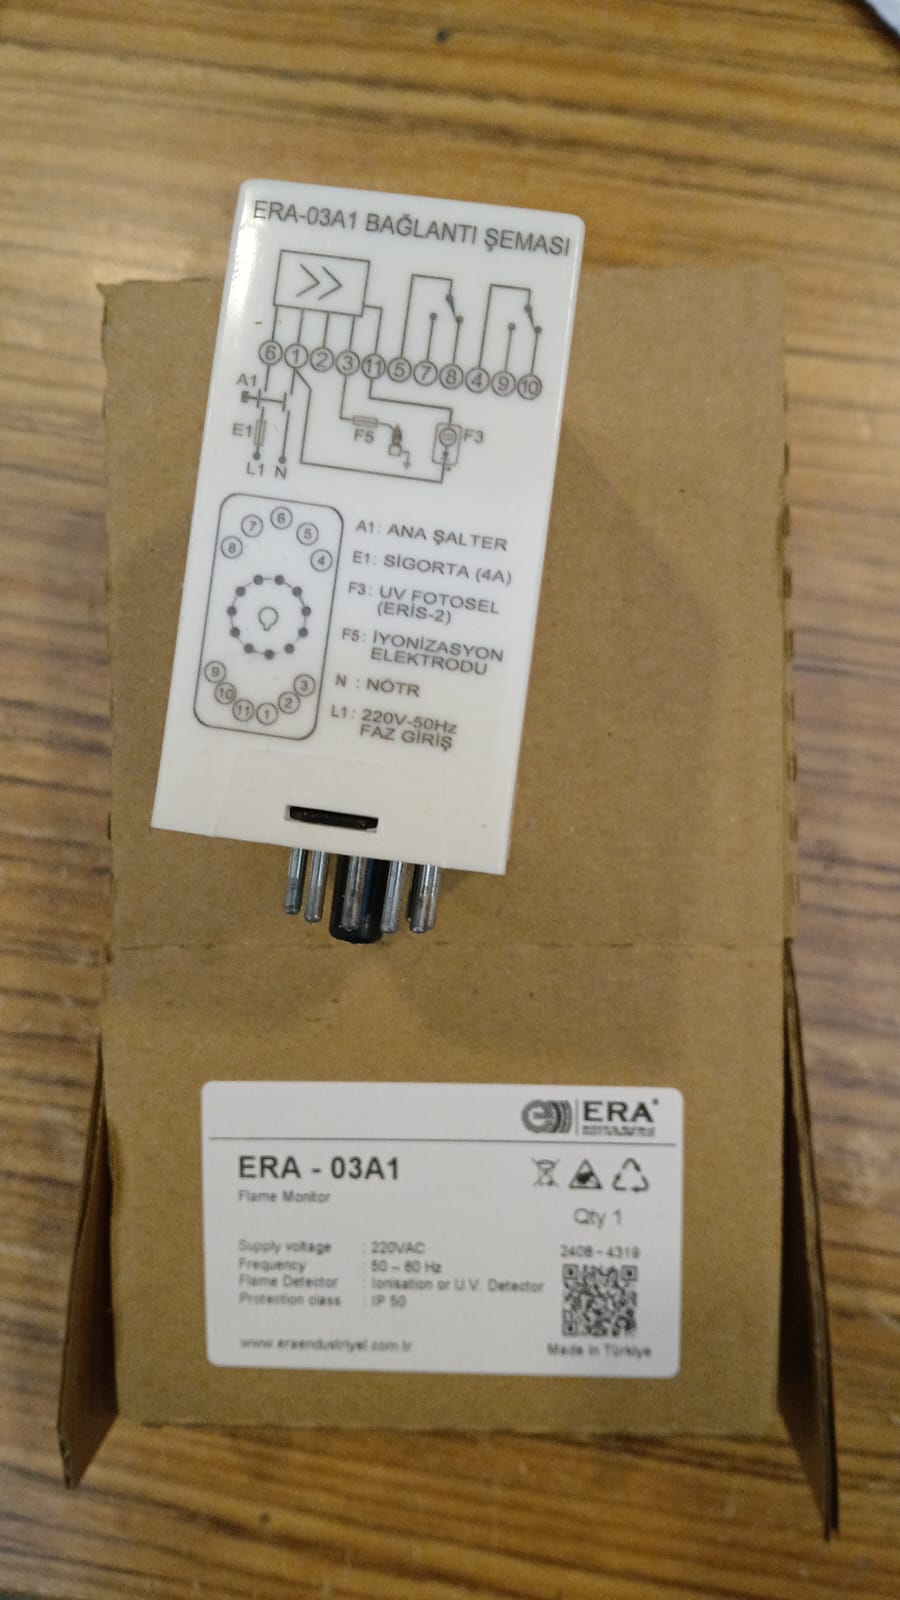 ERA-03A1 BAĞLANTI ŞEMASI
6 1 2 3 11 5 7 8 4 9 10
A1
E1
F5
F3
L1 N
6
7
5
8
4
A1: ANA ŞALTER
E1: SİGORTA (4A)
F3: UV FOTOSEL
(ERİS-2)
F5: İYONİZASYON
ELEKTRODU
N : NÖTR
L1: 220V-50Hz
FAZ GİRİŞ
9
10
11
1
2
3
ERA
ERA - 03A1
Flame Monitor
Qty 1
Supply voltage : 220VAC
Frequency : 50 – 60 Hz
Flame Detector : Ionisation or U.V. Detector
Protection class : IP 50
2408 - 4319
www.eraendustriyel.com.tr
Made in Türkiye